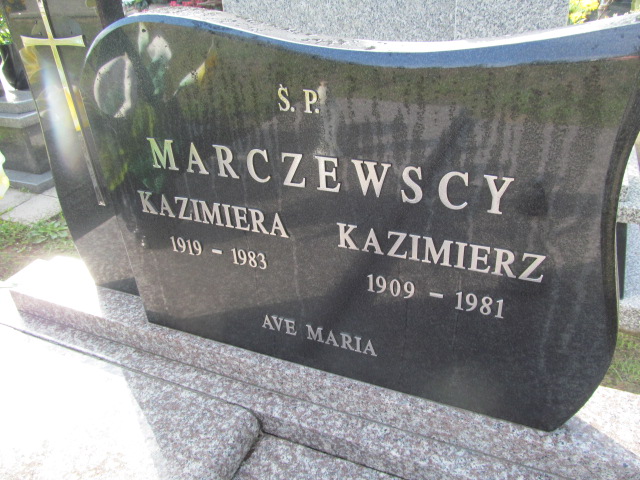 Ś. P.
MARCZEWSCY
KAZIMIERA KAZIMIERZ
1919 - 1983 1909 - 1981
AVE MARIA